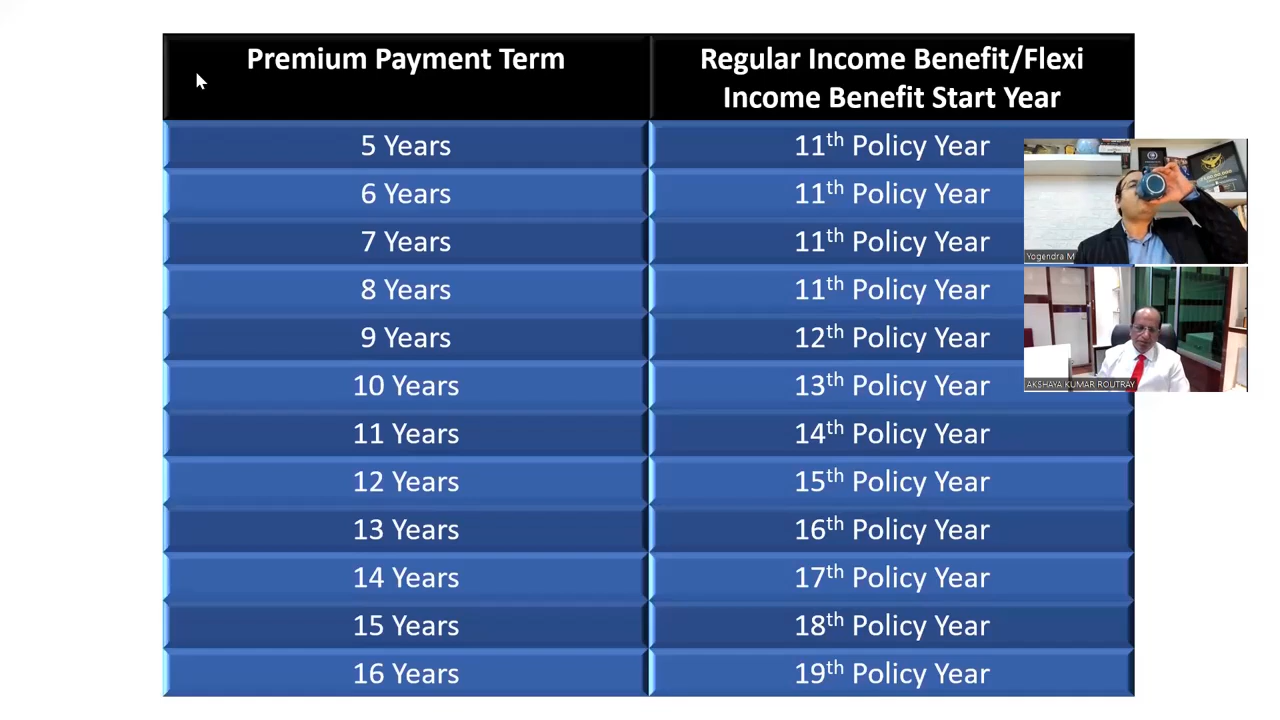 Premium Payment Term
Regular Income Benefit/Flexi
Income Benefit Start Year
5 Years
11th Policy Year
6 Years
11th Policy Year
7 Years
11th Policy Year
8 Years
11th Policy Year
9 Years
12th Policy Year
10 Years
13th Policy Year
11 Years
14th Policy Year
12 Years
15th Policy Year
13 Years
16th Policy Year
14 Years
17th Policy Year
15 Years
18th Policy Year
16 Years
19th Policy Year
Yogendra M
AKSHAYA KUMAR ROUTRAY